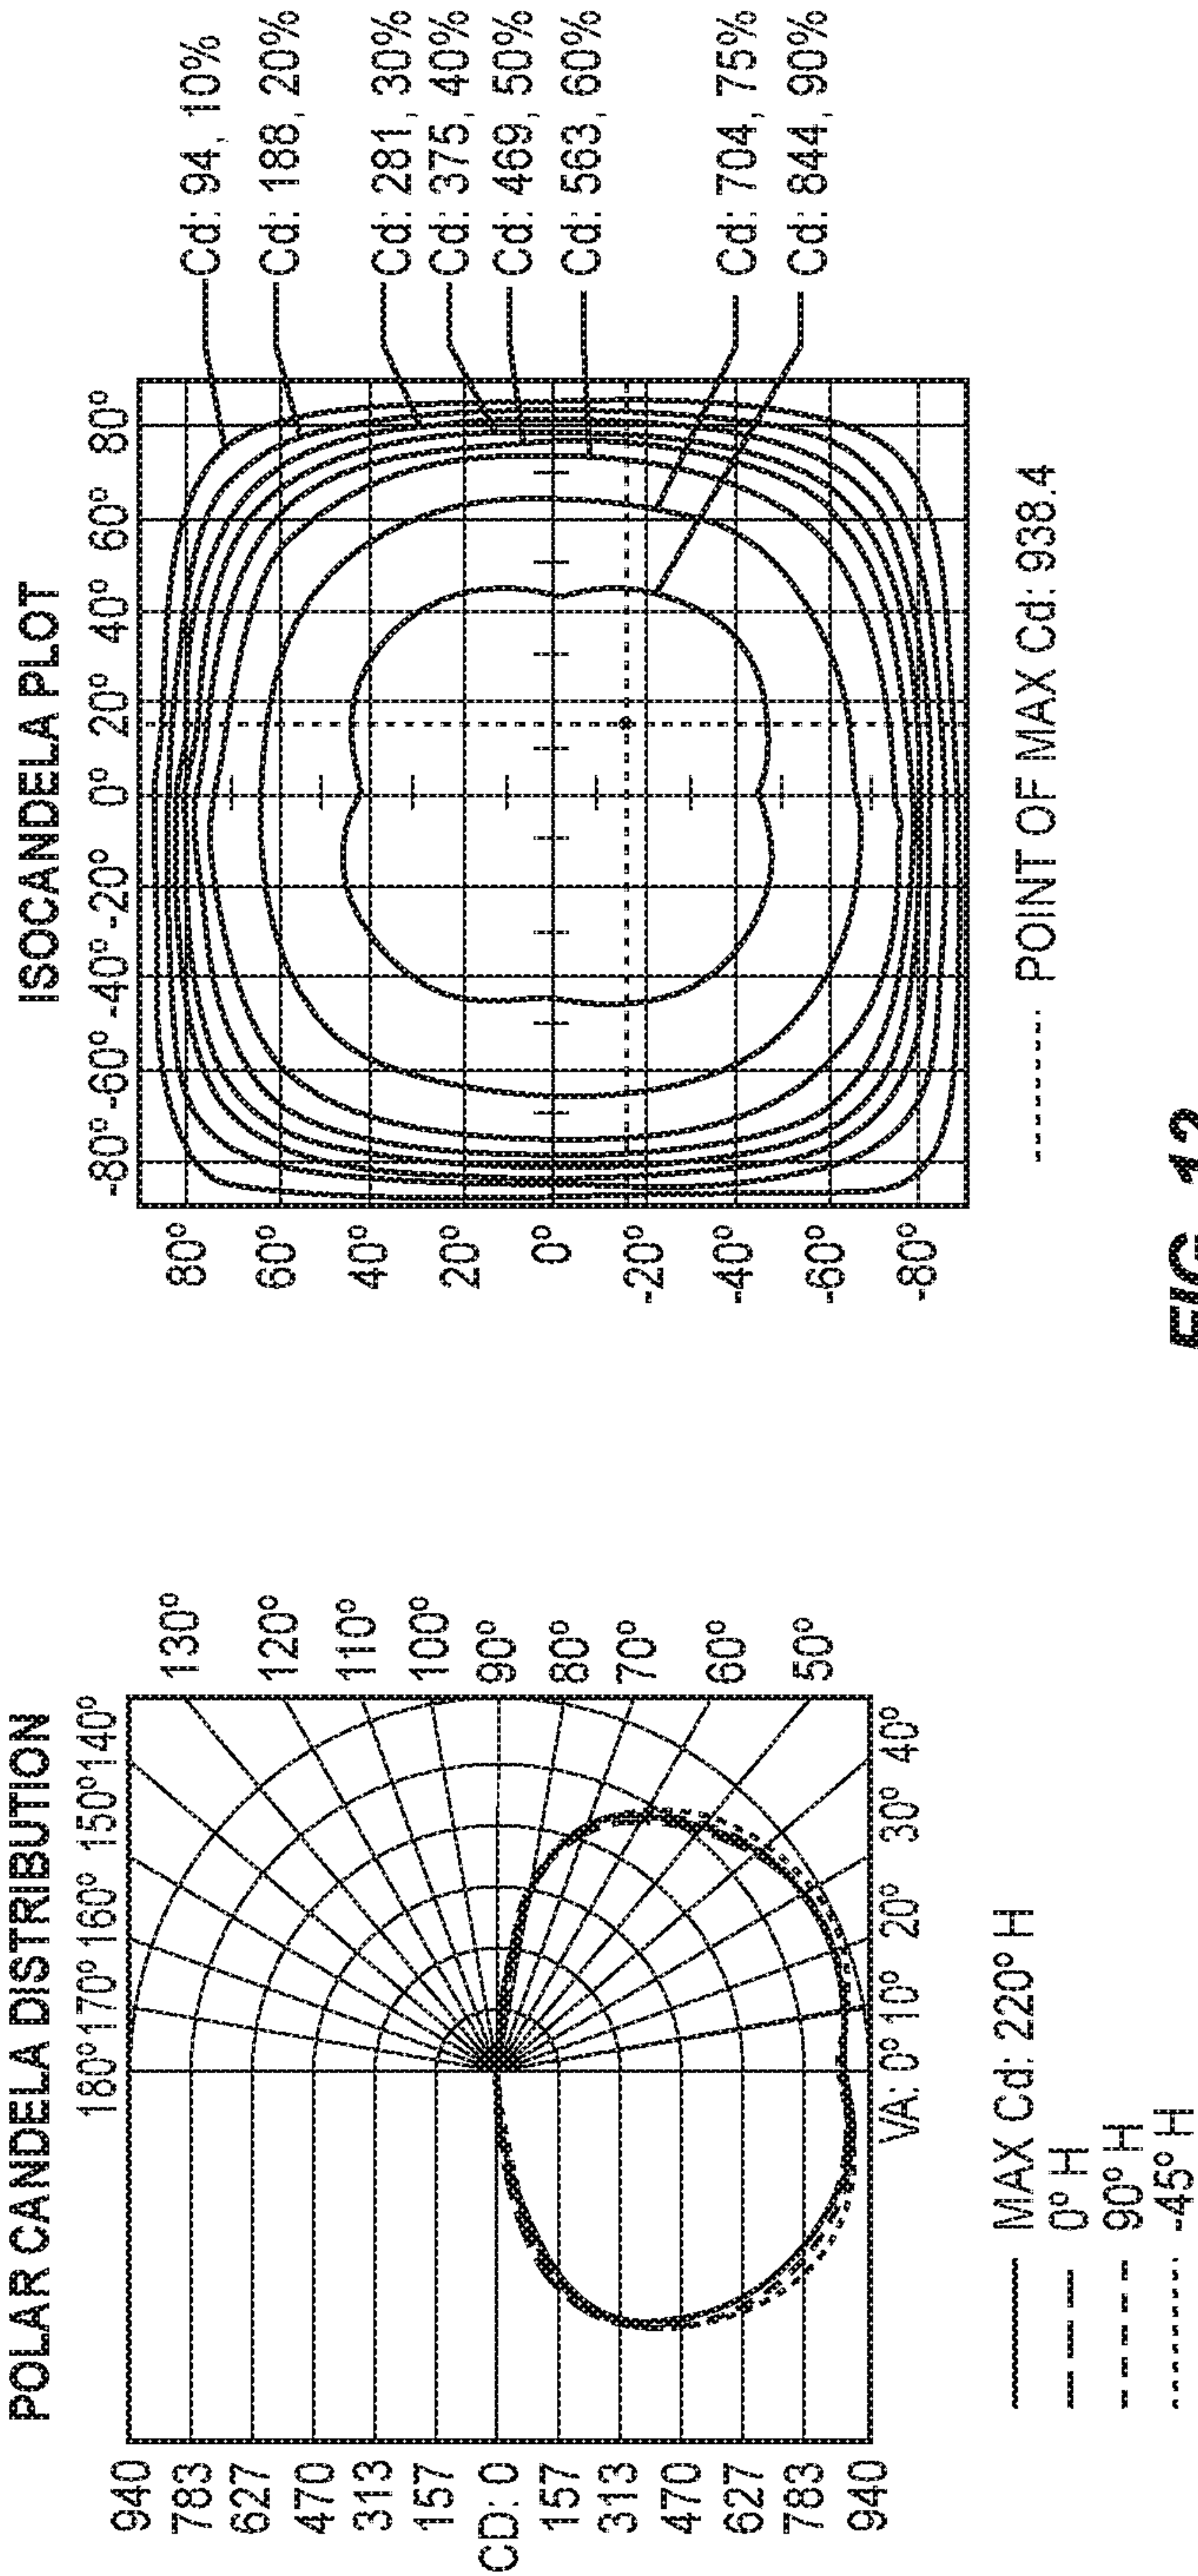 POLAR CANDELA DISTRIBUTION
180° 170° 160° 150° 140°
130°
120°
110°
100°
90°
80°
70°
60°
50°
940
783
627
470
313
157
CD: 0
157
313
470
627
783
940
VA: 0° 10° 20° 30° 40°
MAX Cd: 220° H
0° H
90° H
-45° H
ISOCANDELA PLOT
-80° -60° -40° -20° 0° 20° 40° 60° 80°
80°
60°
40°
20°
0°
-20°
-40°
-60°
-80°
Cd: 94, 10%
Cd: 188, 20%
Cd: 281, 30%
Cd: 375, 40%
Cd: 469, 50%
Cd: 563, 60%
Cd: 704, 75%
Cd: 844, 90%
POINT OF MAX Cd: 938.4